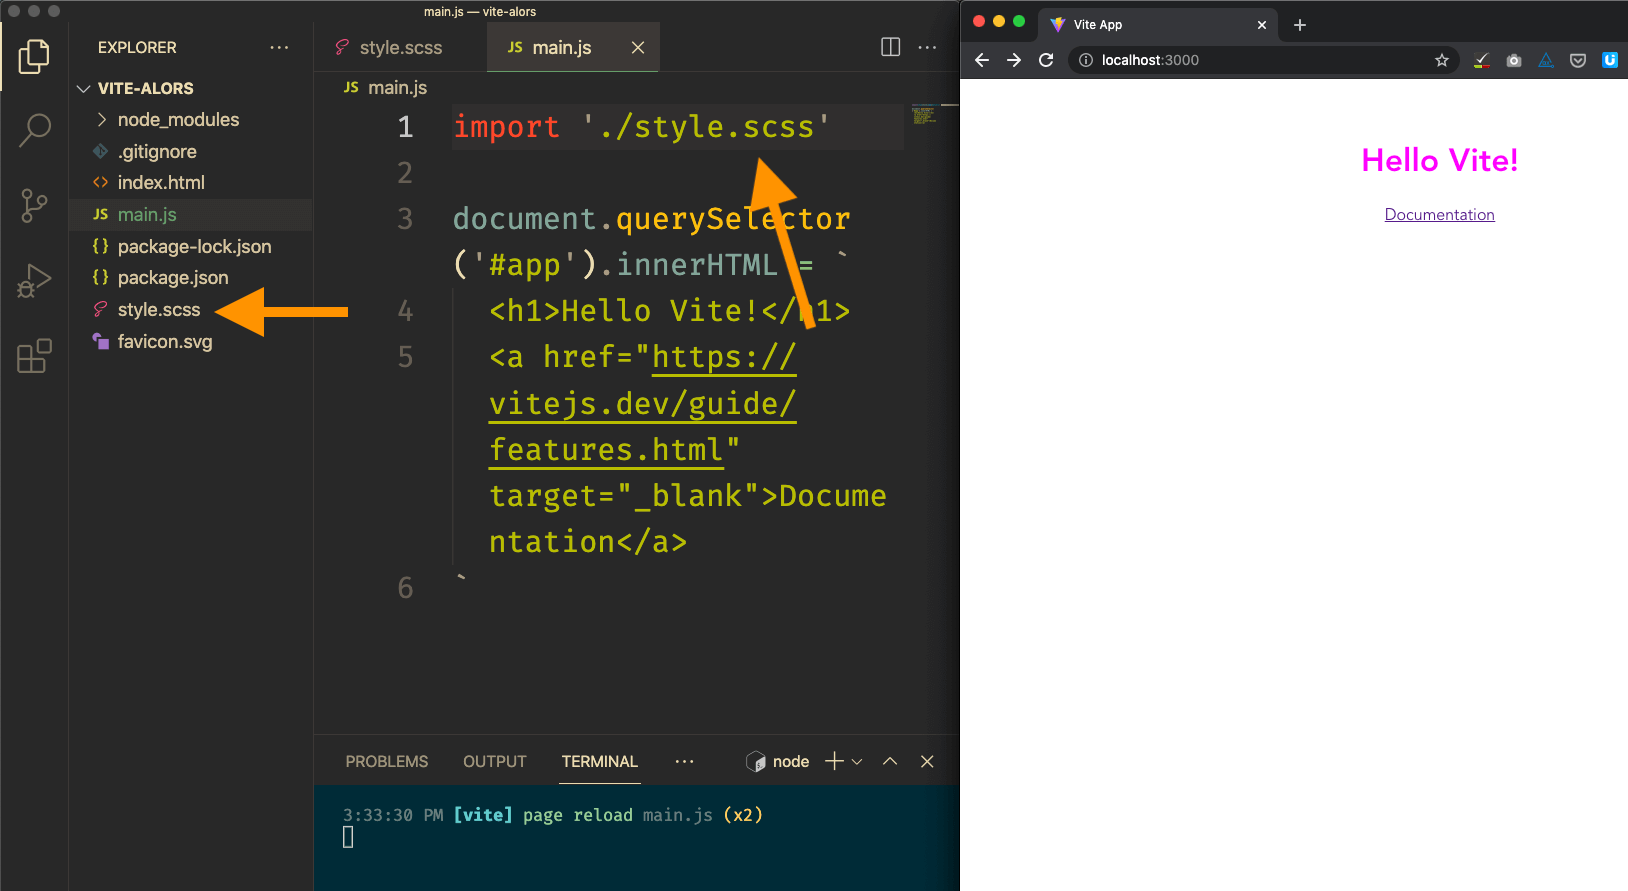 main.js — vite-alors
EXPLORER
VITE-ALORS
node_modules
.gitignore
index.html
JS main.js
{} package-lock.json
{} package.json
style.scss
favicon.svg
style.scss
JS main.js
JS main.js
1 import './style.scss'
2
3 document.querySelector
('#app').innerHTML = `
4 <h1>Hello Vite!</h1>
5 <a href="https://
vitejs.dev/guide/
features.html"
target="_blank">Docume
ntation</a>
6 `
PROBLEMS OUTPUT TERMINAL ··· node
3:33:30 PM [vite] page reload main.js (x2)
Vite App
localhost:3000
Hello Vite!
Documentation